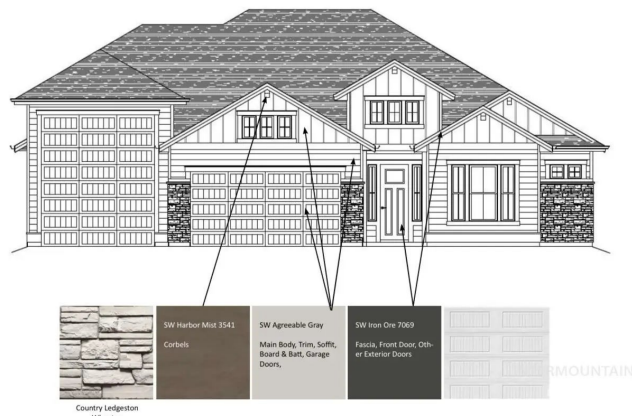 SW Harbor Mist 3541
Corbels
SW Agreeable Gray
Main Body, Trim, Soffit,
Board & Batt, Garage
Doors,
SW Iron Ore 7069
Fascia, Front Door, Oth-
er Exterior Doors
Country Ledgeston